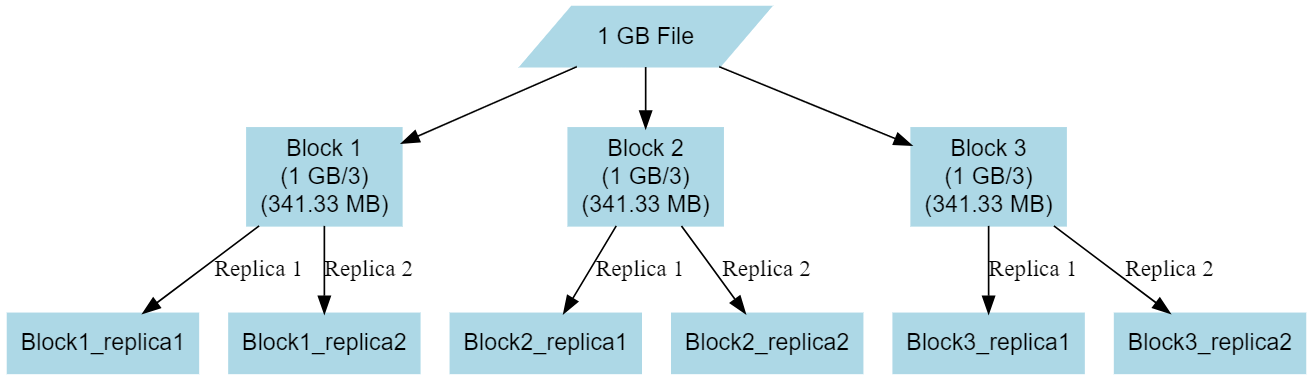 1 GB File
Block 1
(1 GB/3)
(341.33 MB)
Block 2
(1 GB/3)
(341.33 MB)
Block 3
(1 GB/3)
(341.33 MB)
Replica 1
Replica 2
Replica 1
Replica 2
Replica 1
Replica 2
Block1_replica1
Block1_replica2
Block2_replica1
Block2_replica2
Block3_replica1
Block3_replica2